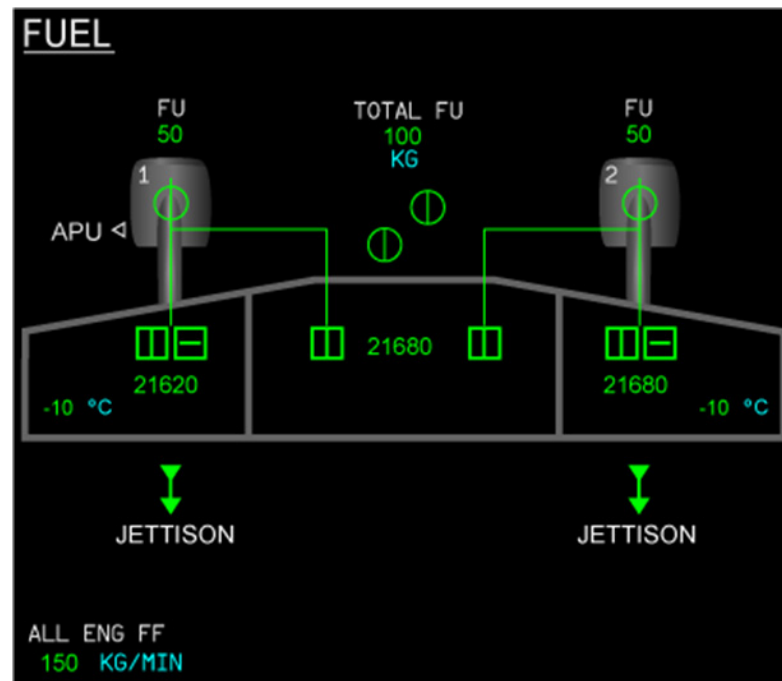 FUEL
FU TOTAL FU FU
50 100 50
KG
1 2
APU
21680
21620 21680
-10 °C -10 °C
JETTISON JETTISON
ALL ENG FF
150 KG/MIN